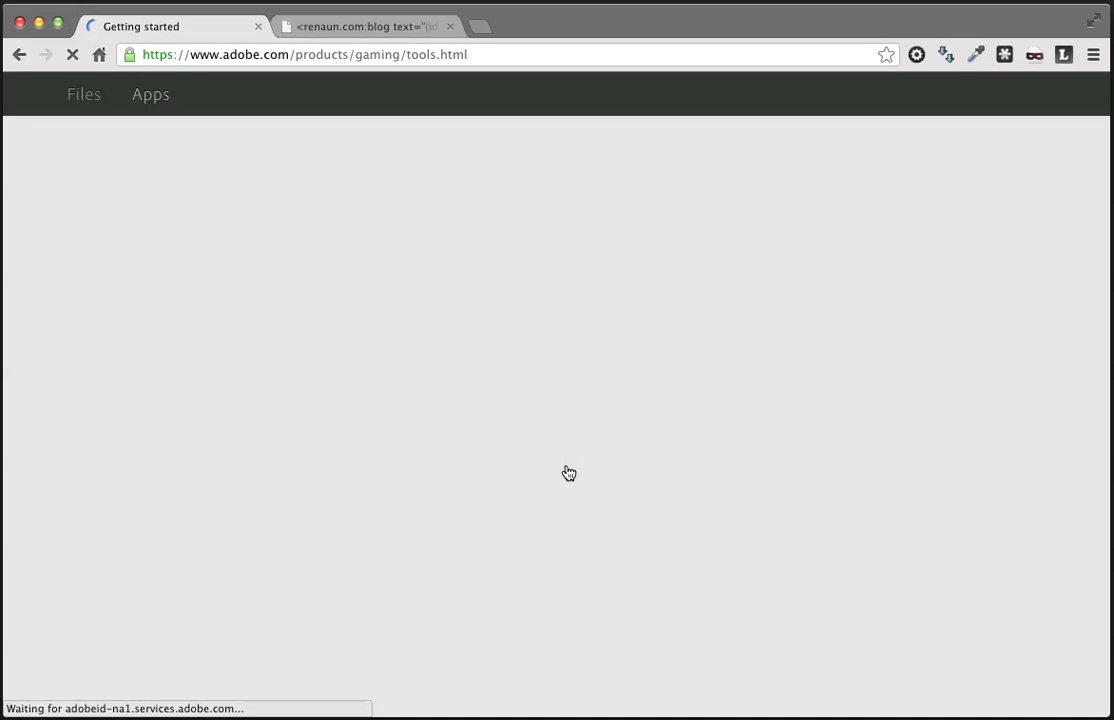 Getting started
<renaun.com:blog text="(id
https://www.adobe.com/products/gaming/tools.html
L
Files
Apps
Waiting for adobeid-na1.services.adobe.com...